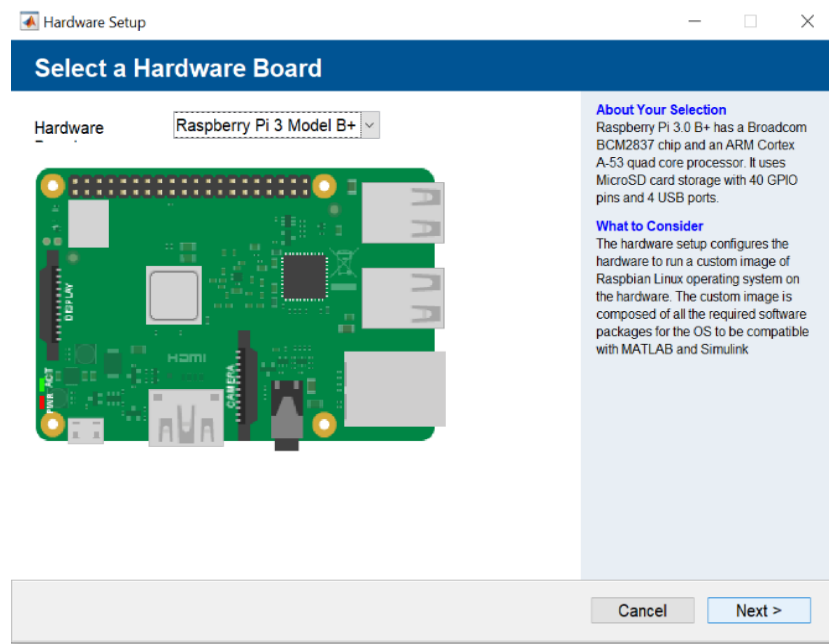 Hardware Setup
Select a Hardware Board
Hardware
Raspberry Pi 3 Model B+
DISPLAY
HDMI
CAMERA
PWR ACT
About Your Selection
Raspberry Pi 3.0 B+ has a Broadcom
BCM2837 chip and an ARM Cortex
A-53 quad core processor. It uses
MicroSD card storage with 40 GPIO
pins and 4 USB ports.
What to Consider
The hardware setup configures the
hardware to run a custom image of
Raspbian Linux operating system on
the hardware. The custom image is
composed of all the required software
packages for the OS to be compatible
with MATLAB and Simulink
Cancel
Next >